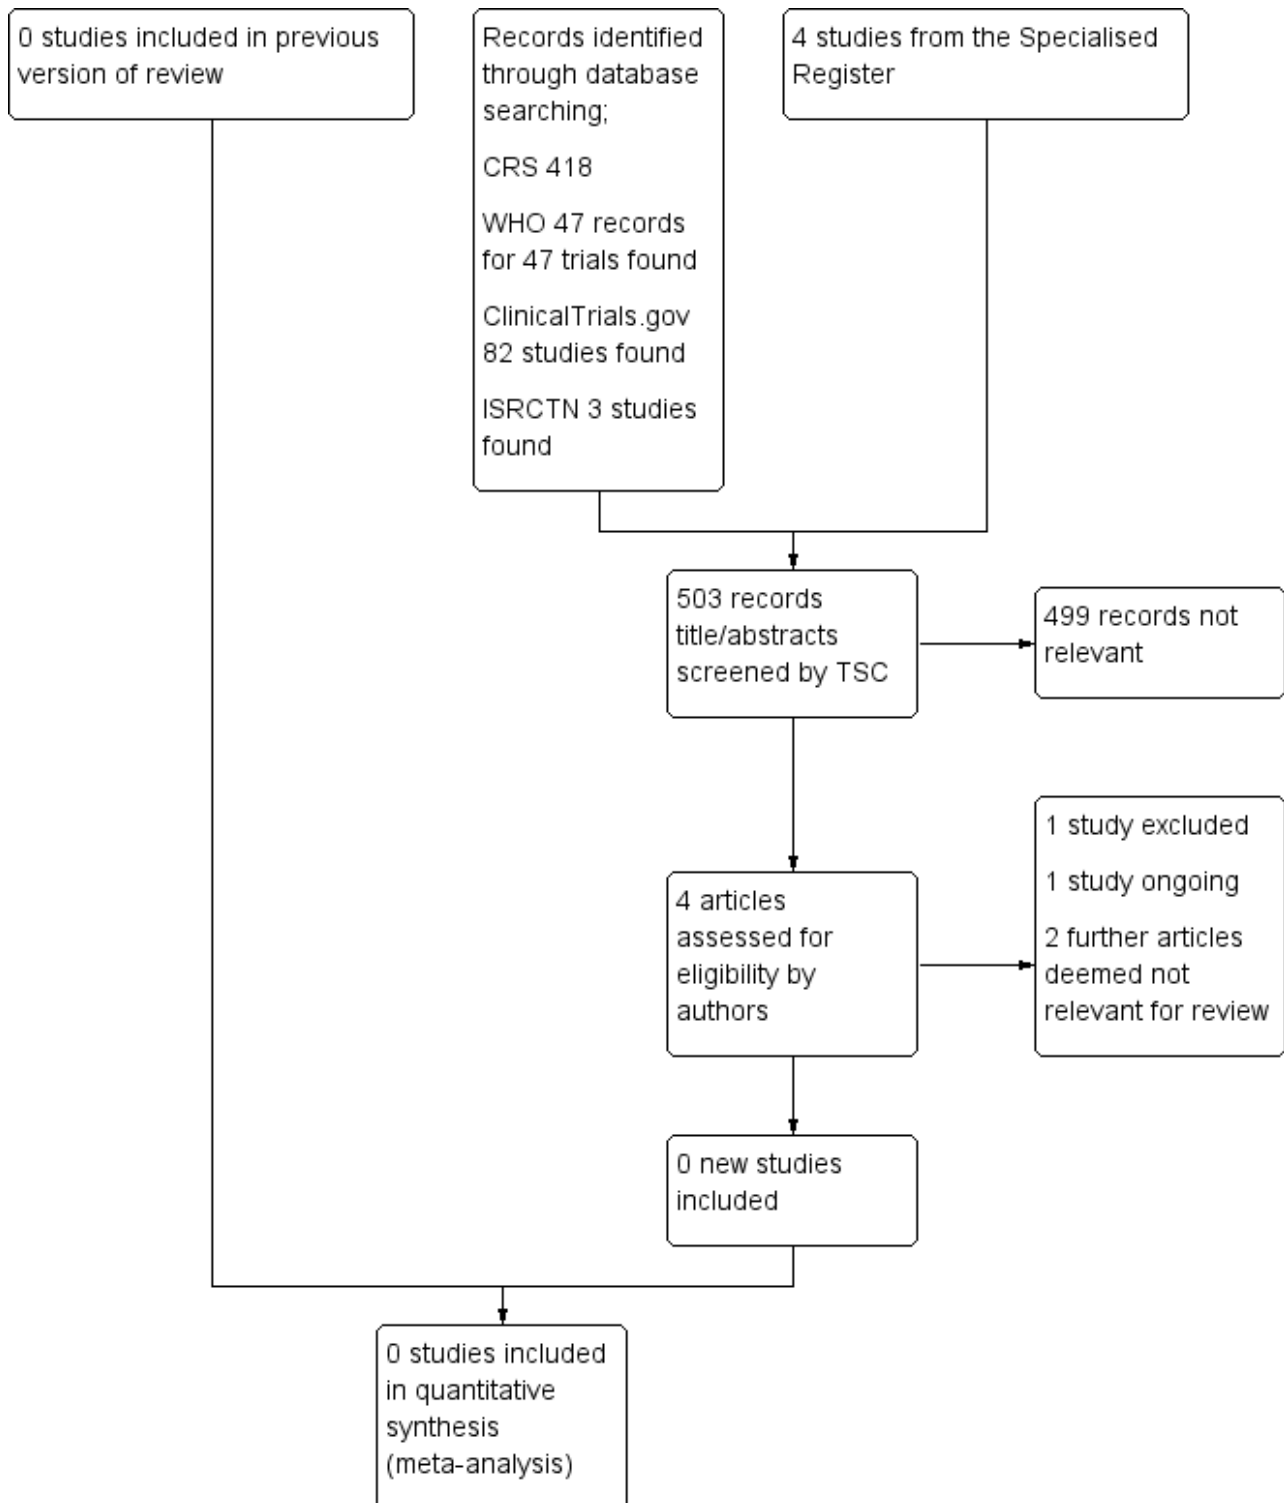 0 studies included in previous
version of review
Records identified
through database
searching;
CRS 418
WHO 47 records
for 47 trials found
ClinicalTrials.gov
82 studies found
ISRCTN 3 studies
found
4 studies from the Specialised
Register
503 records
title/abstracts
screened by TSC
499 records not
relevant
4 articles
assessed for
eligibility by
authors
1 study excluded
1 study ongoing
2 further articles
deemed not
relevant for review
0 new studies
included
0 studies included
in quantitative
synthesis
(meta-analysis)